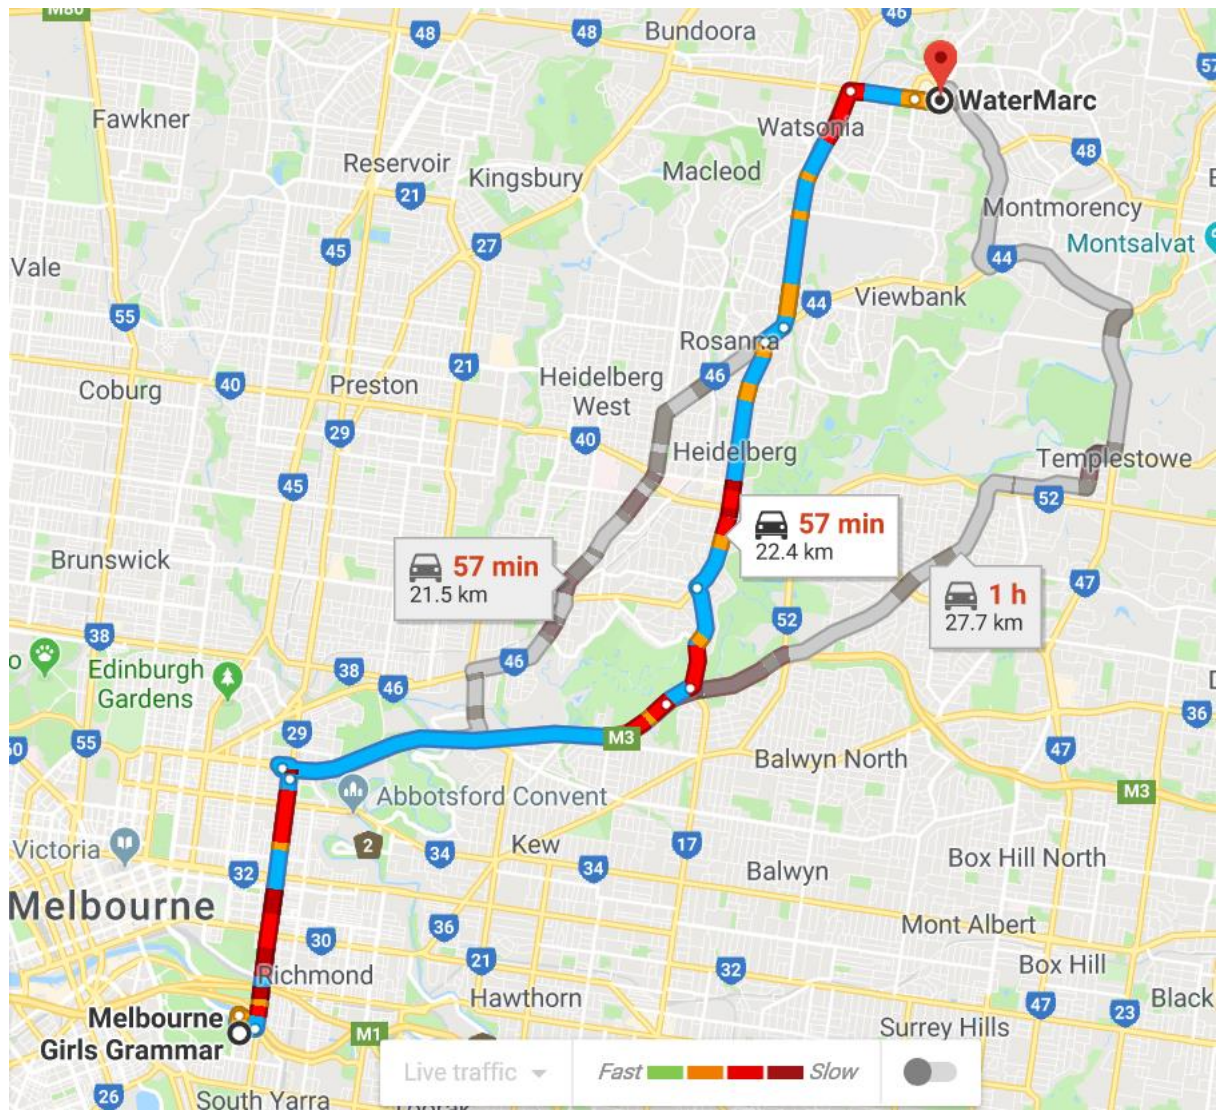 M80
46
48
48
Bundoora
57
WaterMarc
Fawkner
Watsonia
48
Reservoir
Kingsbury
Macleod
21
Montmorency
45
27
Montsalvat
Vale
44
Viewbank
44
55
Rosanna
21
46
Coburg
40
Preston
Heidelberg
West
29
40
Heidelberg
Templestowe
45
52
57 min
22.4 km
Brunswick
57 min
21.5 km
47
1 h
27.7 km
52
38
Edinburgh
Gardens
38
46
46
36
29
M3
55
47
Balwyn North
M3
Abbotsford Convent
Victoria
2
34
Kew
17
34
32
Balwyn
Box Hill North
Melbourne
36
Mont Albert
30
21
32
Box Hill
Richmond
Hawthorn
47
23
Black
Melbourne
Girls Grammar
M1
Surrey Hills
26
South Yarra
Live traffic
Fast
Slow